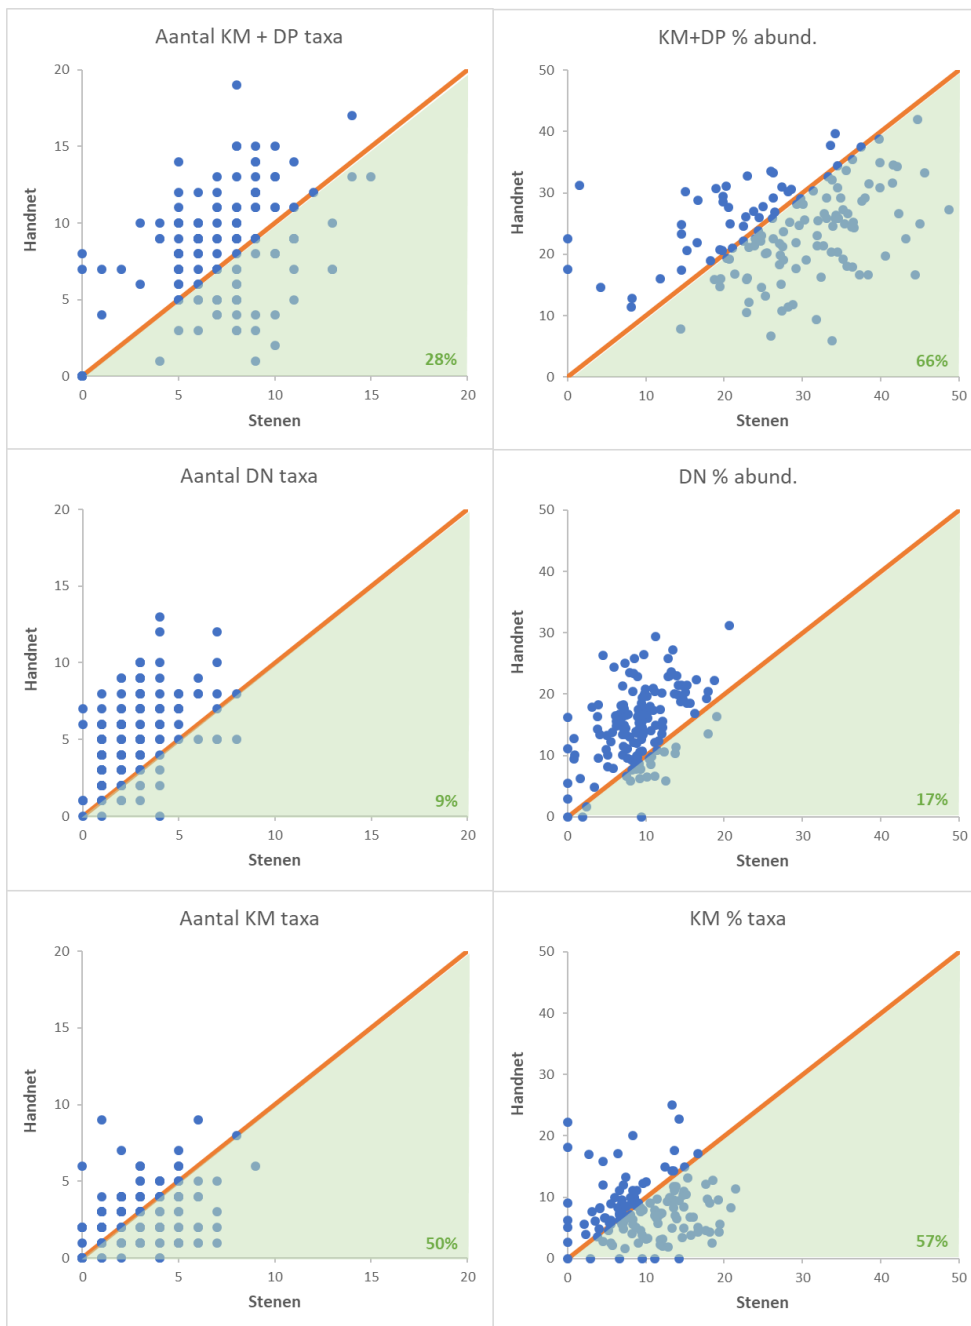 Aantal KM + DP taxa
20
15
10
5
0
Handnet
28%
0 5 10 15 20
Stenen
KM+DP % abund.
50
40
30
20
10
0
Handnet
66%
0 10 20 30 40 50
Stenen
Aantal DN taxa
20
15
10
5
0
Handnet
9%
0 5 10 15 20
Stenen
DN % abund.
50
40
30
20
10
0
Handnet
17%
0 10 20 30 40 50
Stenen
Aantal KM taxa
20
15
10
5
0
Handnet
50%
0 5 10 15 20
Stenen
KM % taxa
50
40
30
20
10
0
Handnet
57%
0 10 20 30 40 50
Stenen